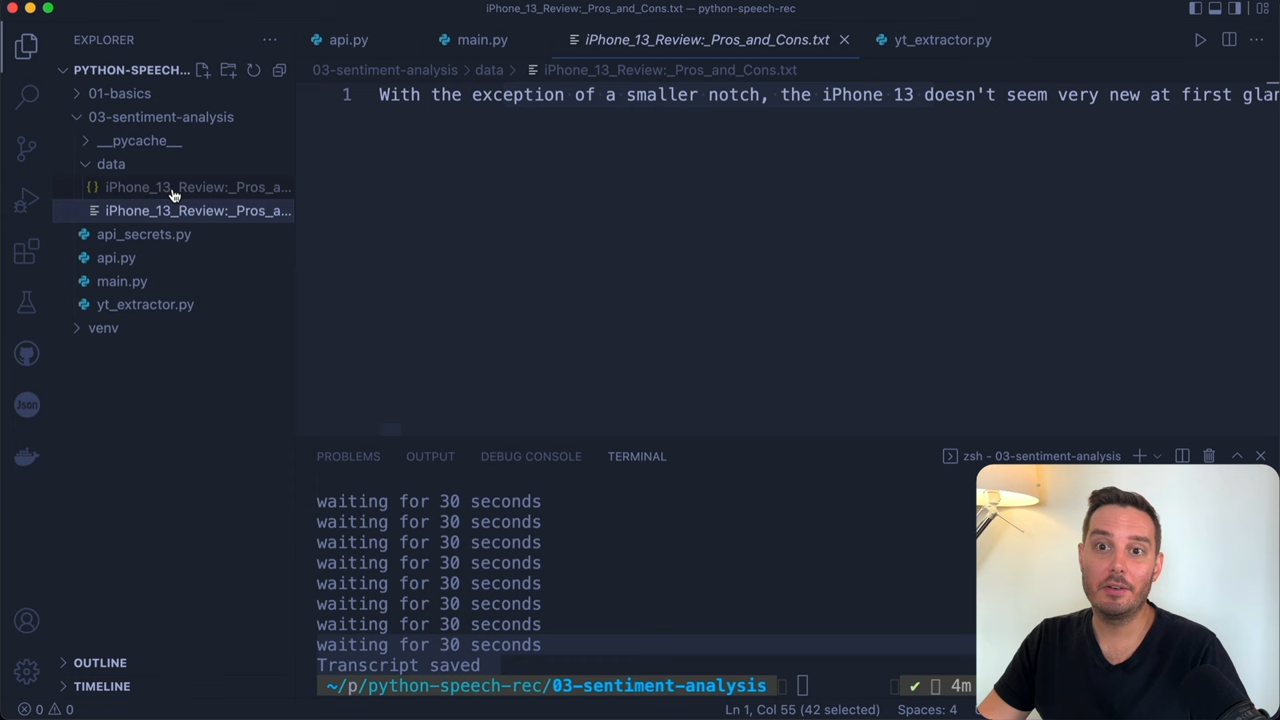 iPhone_13_Review:_Pros_and_Cons.txt — python-speech-rec
EXPLORER
PYTHON-SPEECH...
01-basics
03-sentiment-analysis
__pycache__
data
{} iPhone_13_Review:_Pros_a...
iPhone_13_Review:_Pros_a...
api_secrets.py
api.py
main.py
yt_extractor.py
venv
OUTLINE
TIMELINE
Json
api.py
main.py
iPhone_13_Review:_Pros_and_Cons.txt
yt_extractor.py
03-sentiment-analysis > data > iPhone_13_Review:_Pros_and_Cons.txt
1 With the exception of a smaller notch, the iPhone 13 doesn't seem very new at first glan
PROBLEMS OUTPUT DEBUG CONSOLE TERMINAL
zsh - 03-sentiment-analysis
waiting for 30 seconds
waiting for 30 seconds
waiting for 30 seconds
waiting for 30 seconds
waiting for 30 seconds
waiting for 30 seconds
waiting for 30 seconds
waiting for 30 seconds
Transcript saved
~/p/python-speech-rec/03-sentiment-analysis
✔ 4m
0 0
Ln 1, Col 55 (42 selected)
Spaces: 4